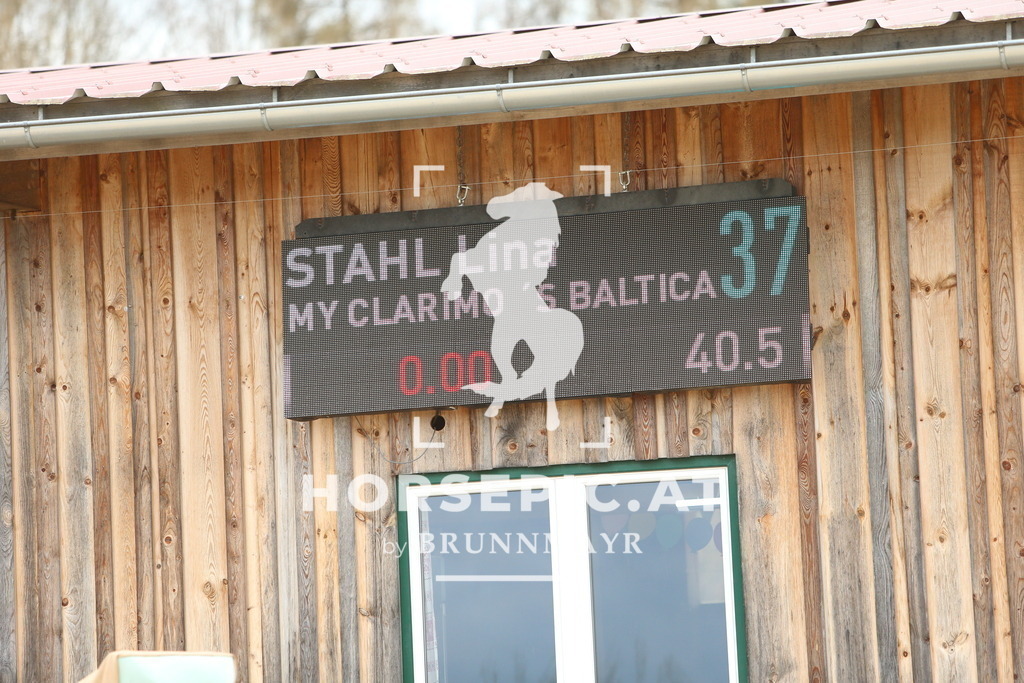 STAHL Lina 37
MY CLARIMO ´S BALTICA
0.00 40.5
HORSEPIC.AT
by BRUNNMAYR